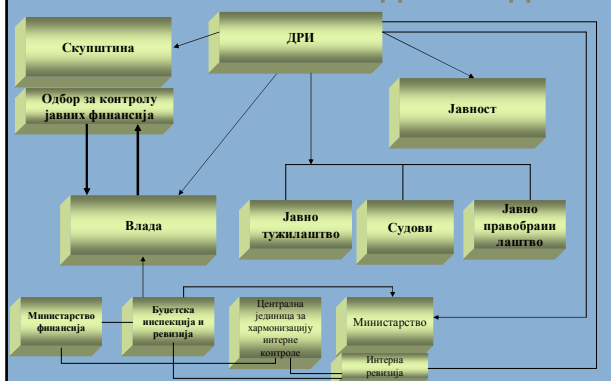 ДРИ
Скупштина
Одбор за контролу
јавних финансија
Јавност
Влада
Јавно
тужилаштво
Судови
Јавно
правобрани
лаштво
Министарство
финансија
Буџетска
инспекција и
ревизија
Централна
јединица за
хармонизацију
интерне
контроле
Министарство
Интерна
ревизија